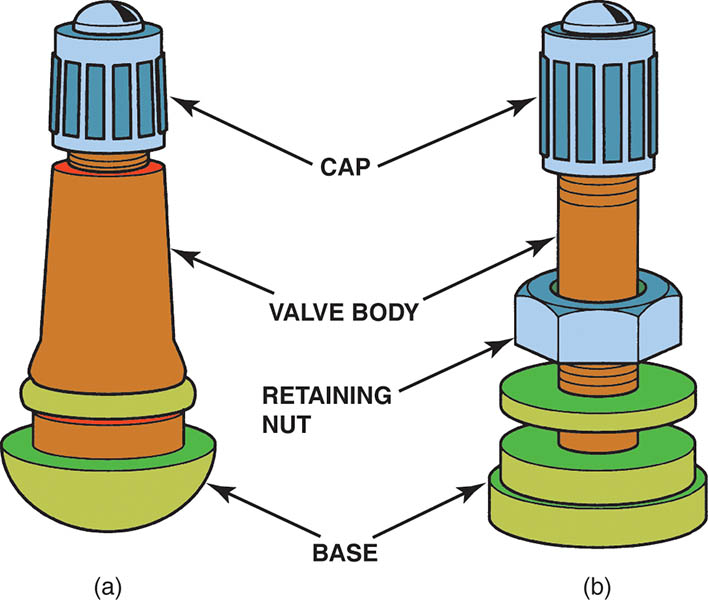 CAP
VALVE BODY
RETAINING
NUT
BASE
(a)
(b)